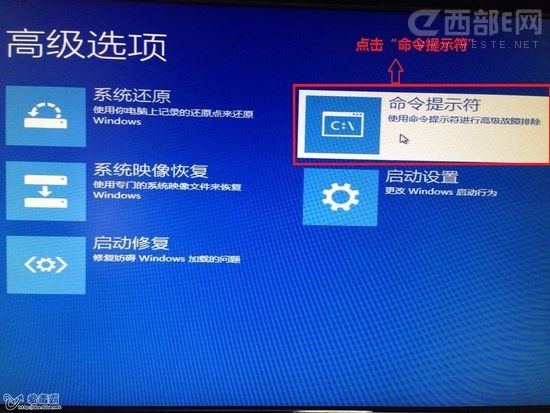 西部E网
WESTE.NET
点击“命令提示符”
高级选项
系统还原
使用你电脑上记录的还原点来还原
Windows
命令提示符
使用命令提示符进行高级故障排除
C:\
系统映像恢复
使用专门的系统映像文件来恢复
Windows
启动设置
更改 Windows 启动行为
启动修复
修复妨碍 Windows 加载的问题